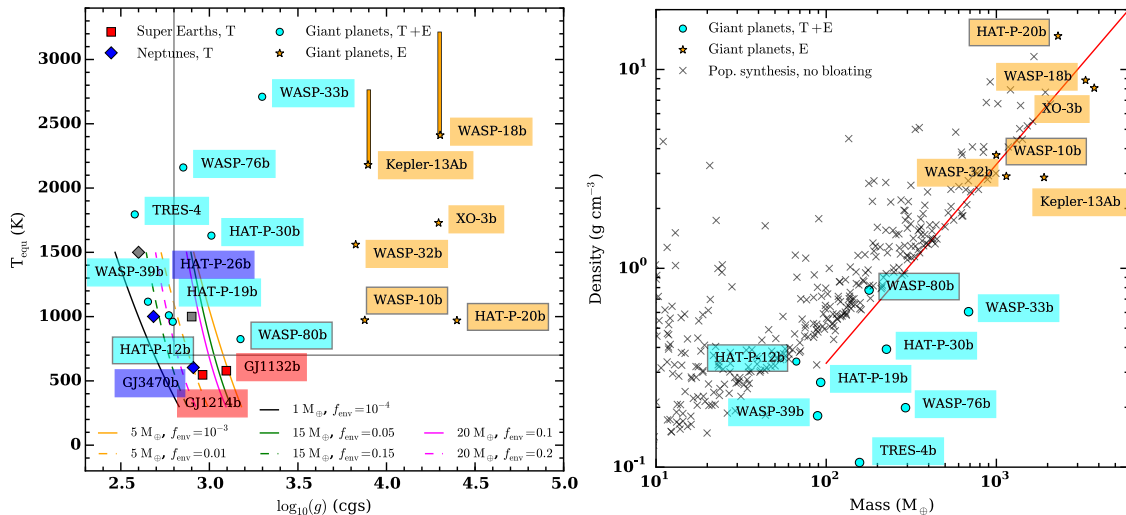 Super Earths, T
Neptunes, T
Giant planets, T+E
Giant planets, E
WASP-33b
WASP-18b
WASP-76b
Kepler-13Ab
TRES-4
XO-3b
HAT-P-30b
WASP-32b
HAT-P-26b
WASP-39b
HAT-P-19b
WASP-10b
HAT-P-20b
WASP-80b
HAT-P-12b
GJ1132b
GJ3470b
GJ1214b
1 M⊕, f_env=10^{-4}
5 M⊕, f_env=10^{-3}
15 M⊕, f_env=0.05
20 M⊕, f_env=0.1
5 M⊕, f_env=0.01
15 M⊕, f_env=0.15
20 M⊕, f_env=0.2
3000
2500
2000
1500
1000
500
0
T_equ (K)
2.5 3.0 3.5 4.0 4.5 5.0
log_10(g) (cgs)
Giant planets, T+E
Giant planets, E
Pop. synthesis, no bloating
HAT-P-20b
WASP-18b
XO-3b
WASP-10b
WASP-32b
Kepler-13Ab
WASP-80b
WASP-33b
HAT-P-12b
HAT-P-30b
HAT-P-19b
WASP-39b
WASP-76b
TRES-4b
10^1
10^0
10^{-1}
Density (g cm^{-3})
10^1 10^2 10^3
Mass (M⊕)